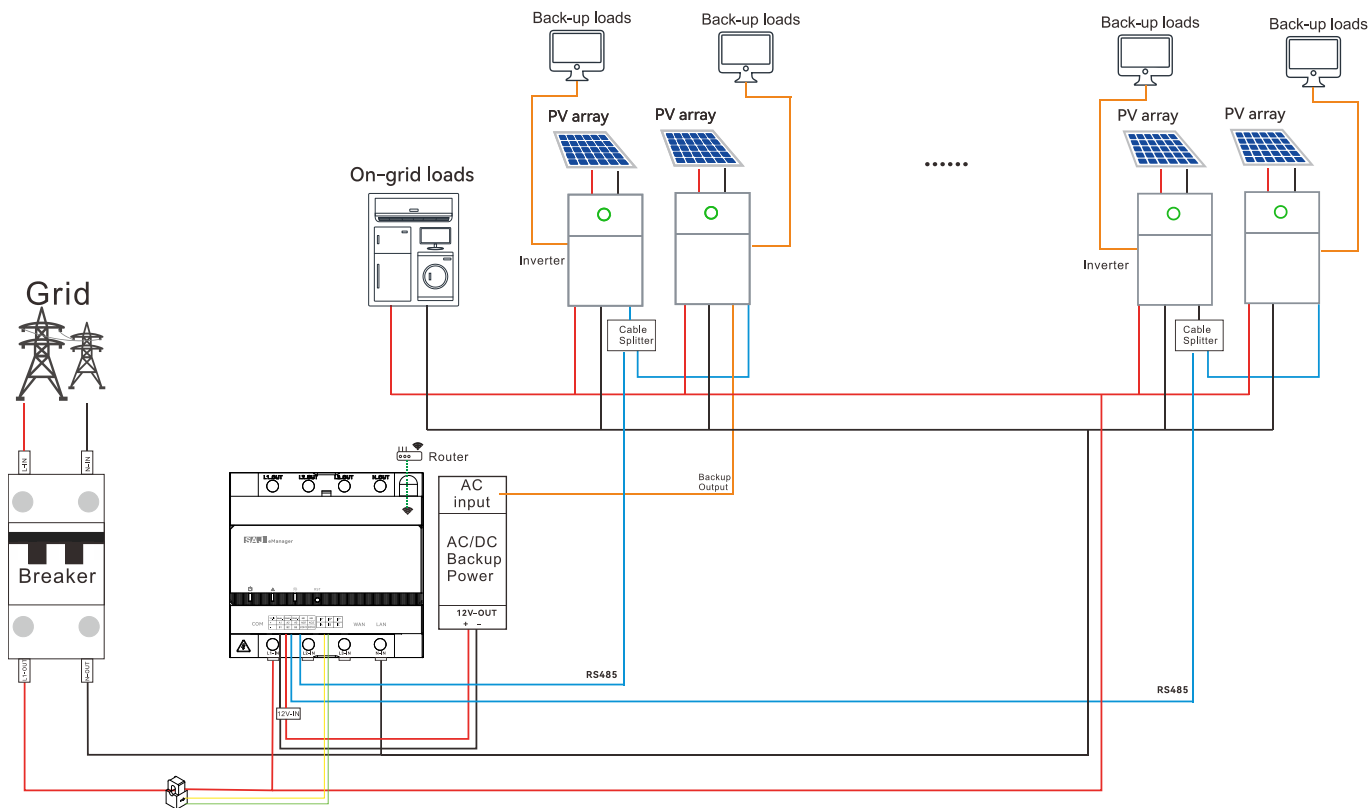 Back-up loads
Back-up loads
Back-up loads
Back-up loads
PV array
PV array
PV array
PV array
......
On-grid loads
Inverter
Inverter
Grid
Cable
Splitter
Cable
Splitter
L-IN
N-IN
Router
L1-OUT
L2-OUT
L3-OUT
N-OUT
AC
input
Backup
Output
SAJ eManager
AC/DC
Backup
Power
Breaker
12V-OUT
+ -
COM
WAN
LAN
L1-IN
L2-IN
L3-IN
N-IN
L1-OUT
N-OUT
RS485
RS485
12V-IN